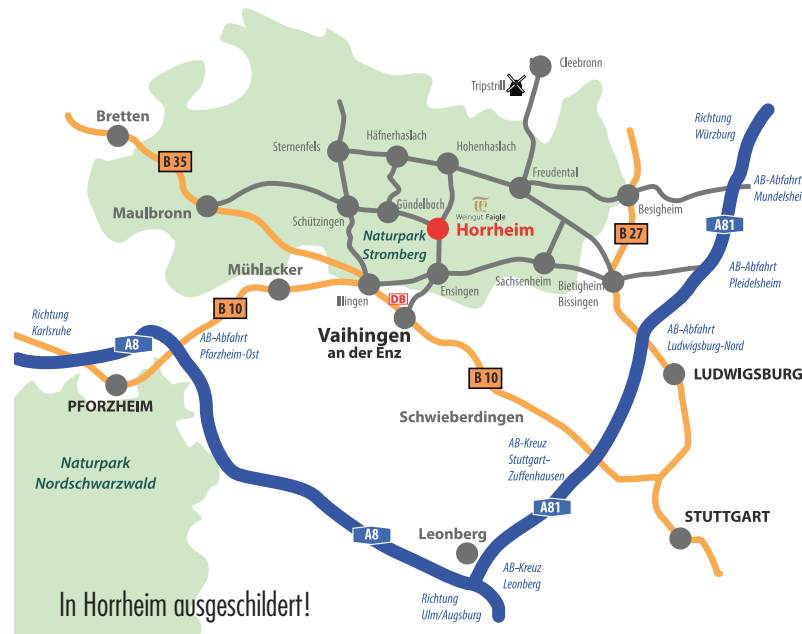 Cleebronn
Tripstrill
Richtung
Würzburg
Bretten
B 35
Sternenfels
Häfnerhaslach
Hohenhaslach
Freudental
AB-Abfahrt
Mundelshei
Maulbronn
Schützingen
Gündelbach
Weingut Faigle
Horrheim
Besigheim
A81
B 27
Naturpark
Stromberg
Mühlacker
Illingen
DB
Ensingen
Sachsenheim
Bietigheim
Bissingen
AB-Abfahrt
Pleidelsheim
Richtung
Karlsruhe
B 10
A8
AB-Abfahrt
Pforzheim-Ost
Vaihingen
an der Enz
AB-Abfahrt
Ludwigsburg-Nord
LUDWIGSBURG
PFORZHEIM
B 10
Schwieberdingen
Naturpark
Nordschwarzwald
AB-Kreuz
Stuttgart–
Zuffenhausen
A81
STUTTGART
A8
Leonberg
AB-Kreuz
Leonberg
Richtung
Ulm/Augsburg
In Horrheim ausgeschildert!